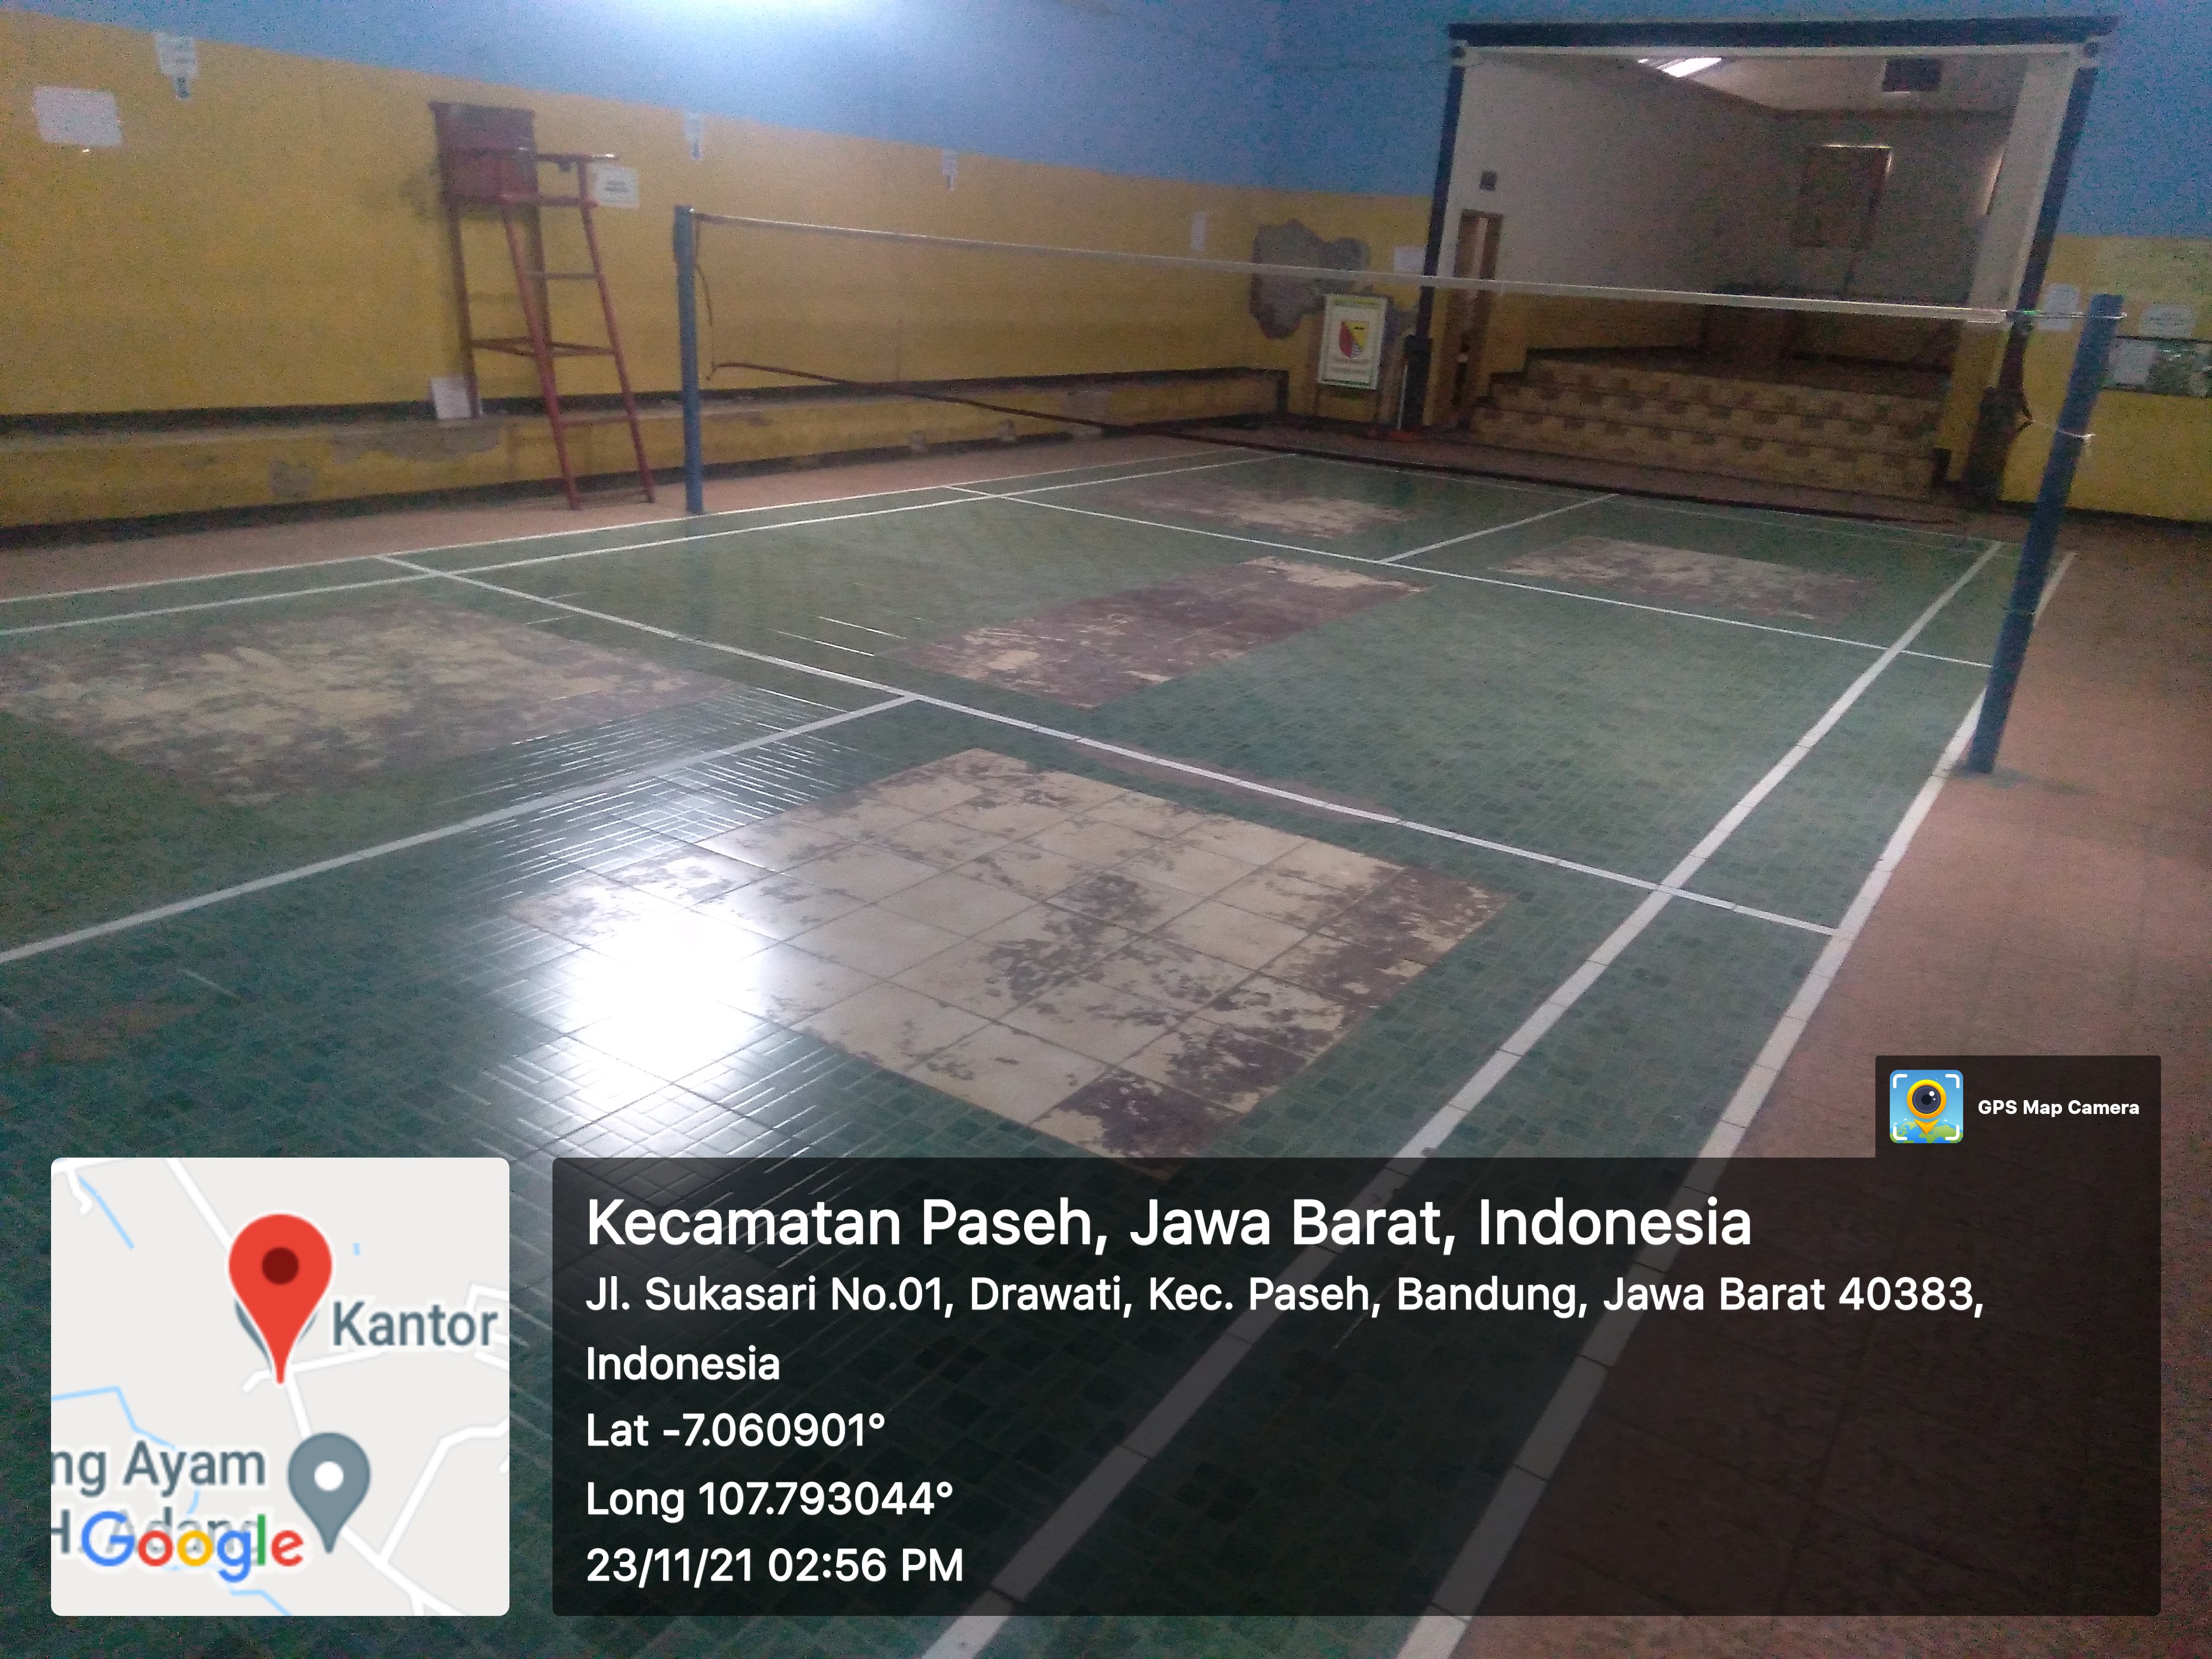 GPS Map Camera
Kecamatan Paseh, Jawa Barat, Indonesia
Jl. Sukasari No.01, Drawati, Kec. Paseh, Bandung, Jawa Barat 40383,
Indonesia
Lat -7.060901°
Long 107.793044°
23/11/21 02:56 PM
Kantor
ng Ayam
Google